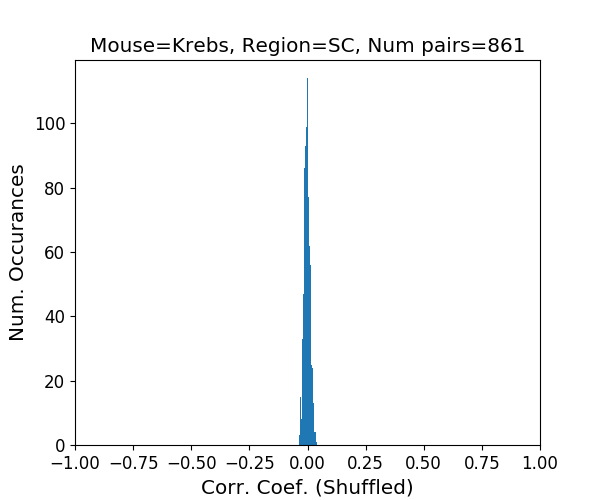 Mouse=Krebs, Region=SC, Num pairs=861
Num. Occurances
100
80
60
40
20
0
−1.00 −0.75 −0.50 −0.25 0.00 0.25 0.50 0.75 1.00
Corr. Coef. (Shuffled)